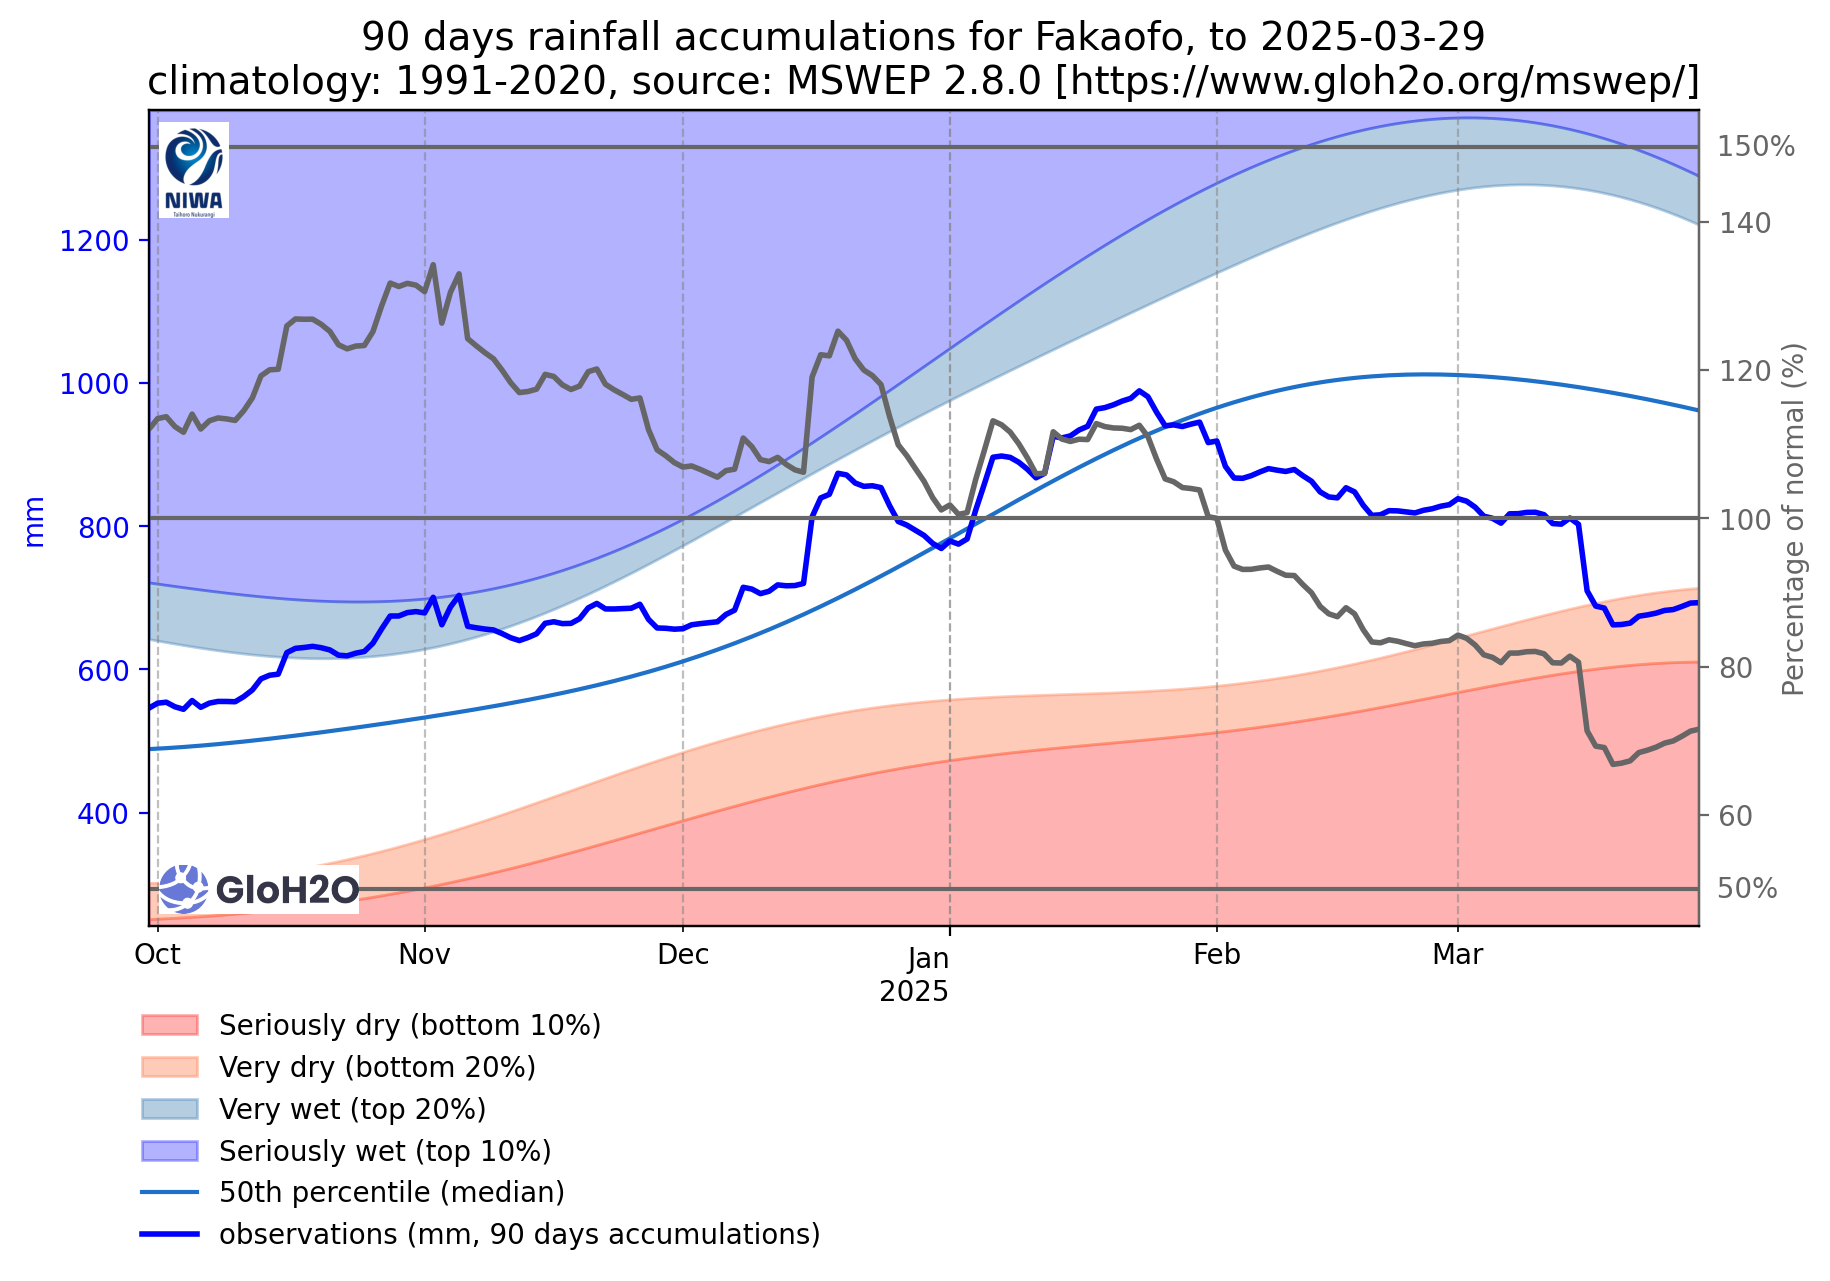 90 days rainfall accumulations for Fakaofo, to 2025-03-29
climatology: 1991-2020, source: MSWEP 2.8.0 [https://www.gloh2o.org/mswep/]
NIWA
Taihoro Nukurangi
1200
1000
800
600
400
mm
150%
140
120
100
80
60
50%
Percentage of normal (%)
GloH2O
Oct
Nov
Dec
Jan
2025
Feb
Mar
Seriously dry (bottom 10%)
Very dry (bottom 20%)
Very wet (top 20%)
Seriously wet (top 10%)
50th percentile (median)
observations (mm, 90 days accumulations)